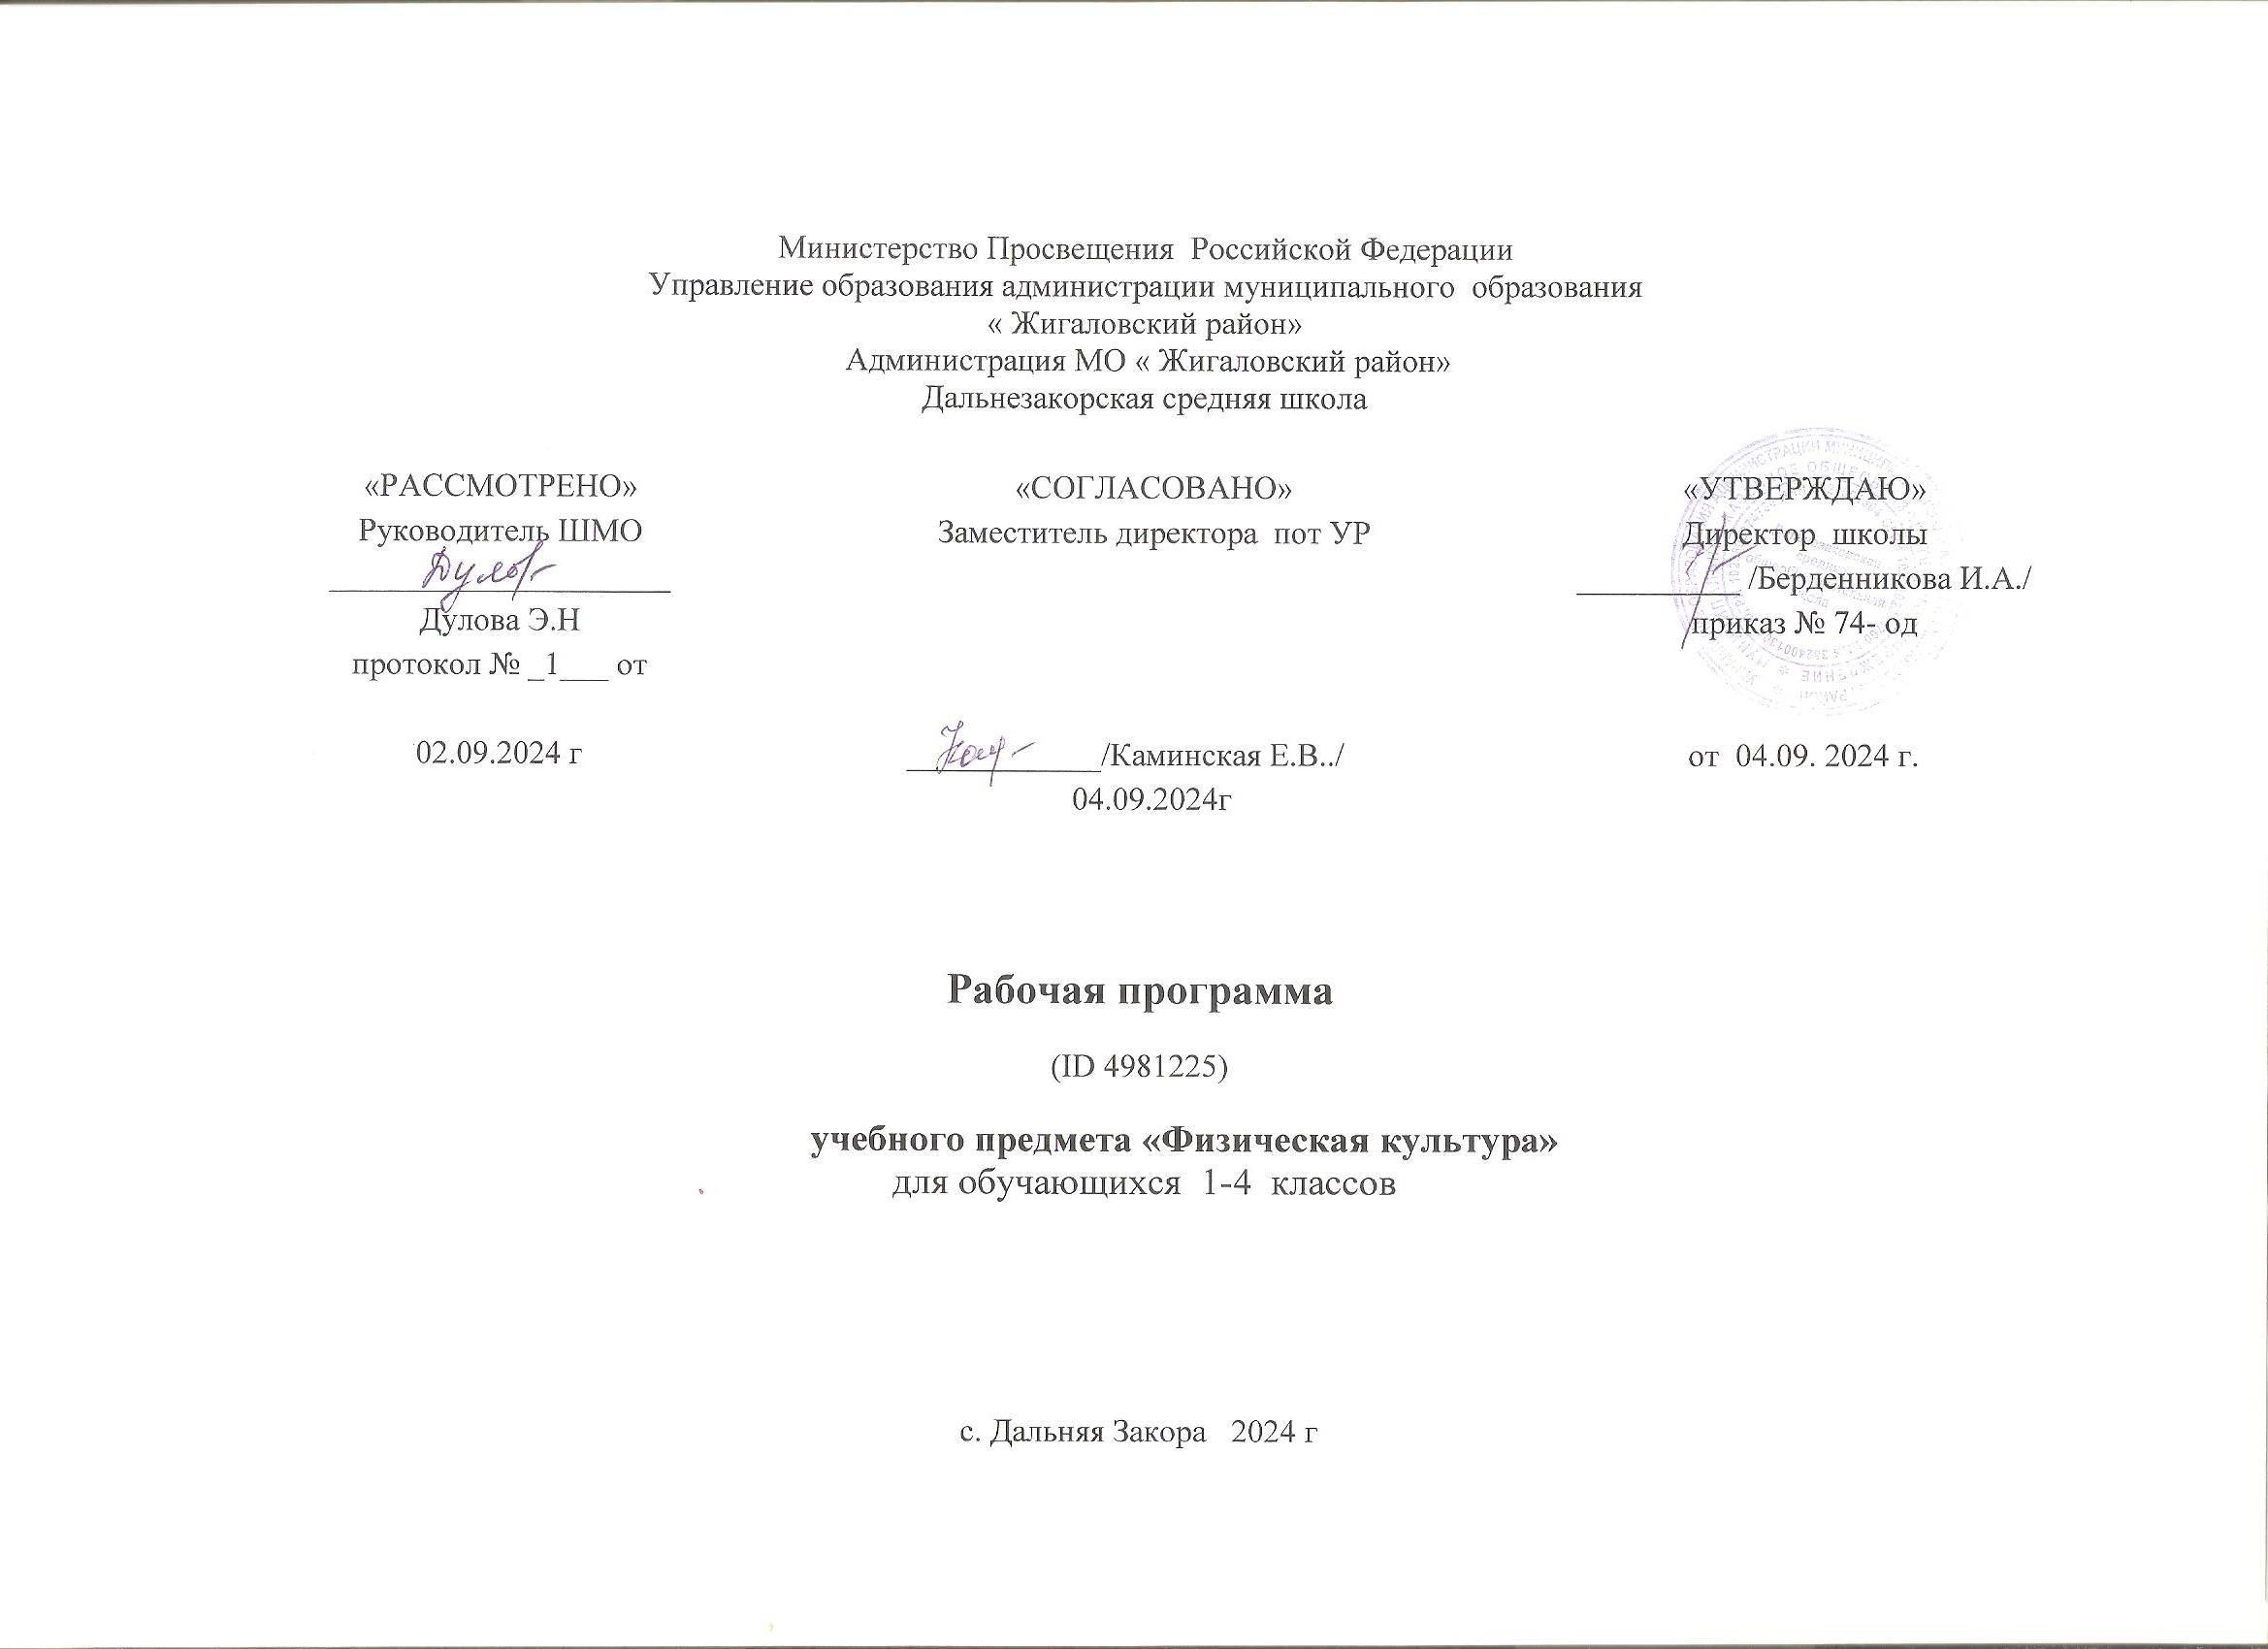 Министерство Просвещения  Российской Федерации
Управление образования администрации муниципального  образования
« Жигаловский район»
Администрация МО « Жигаловский район»
Дальнезакорская средняя школа
«РАССМОТРЕНО»
Руководитель ШМО
Дулов
Дулова Э.Н
протокол № _1___ от
02.09.2024 г
«СОГЛАСОВАНО»
Заместитель директора  пот УР
____________/Каминская Е.В../
04.09.2024г
«УТВЕРЖДАЮ»
Директор  школы
__________ /Берденникова И.А./
приказ № 74- од
от  04.09. 2024 г.
Рабочая программа
(ID 4981225)
учебного предмета «Физическая культура»
для обучающихся  1-4  классов
с. Дальняя Закора   2024 г